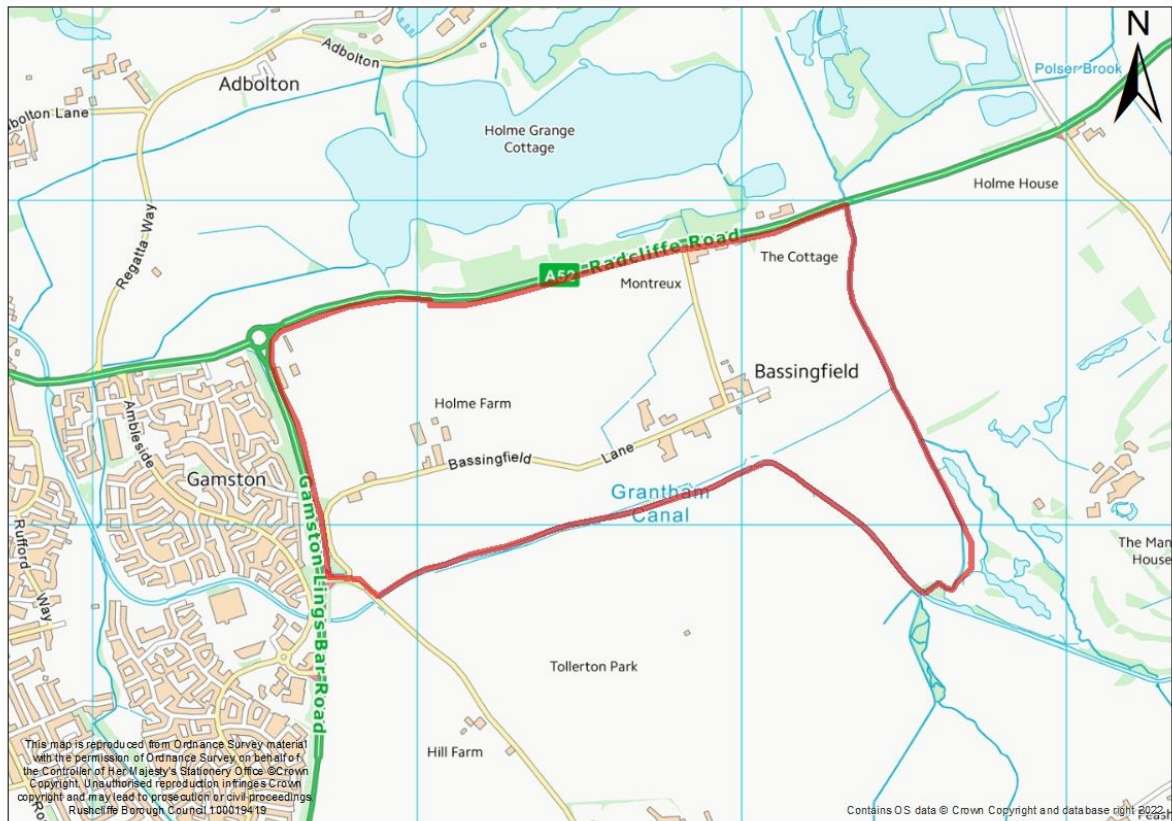 N
Adbolton
Adbolton
Adbolton Lane
Polser Brook
Holme Grange
Cottage
Holme House
Regatta Way
Radcliffe Road
A52
The Cottage
Montreux
Bassingfield
Holme Farm
Ambleside
Bassingfield
Lane
Gamston
Grantham
Canal
Gamston Lings Bar Road
Rufford
Way
The Man
House
Tollerton Park
Hill Farm
This map is reproduced from Ordnance Survey material
with the permission of Ordnance Survey on behalf of
the Controller of Her Majesty's Stationery Office ©Crown
Copyright. Unauthorised reproduction infringes Crown
copyright and may lead to prosecution or civil proceedings
Rushcliffe Borough Council 100019419
Contains OS data © Crown Copyright and database right 2022